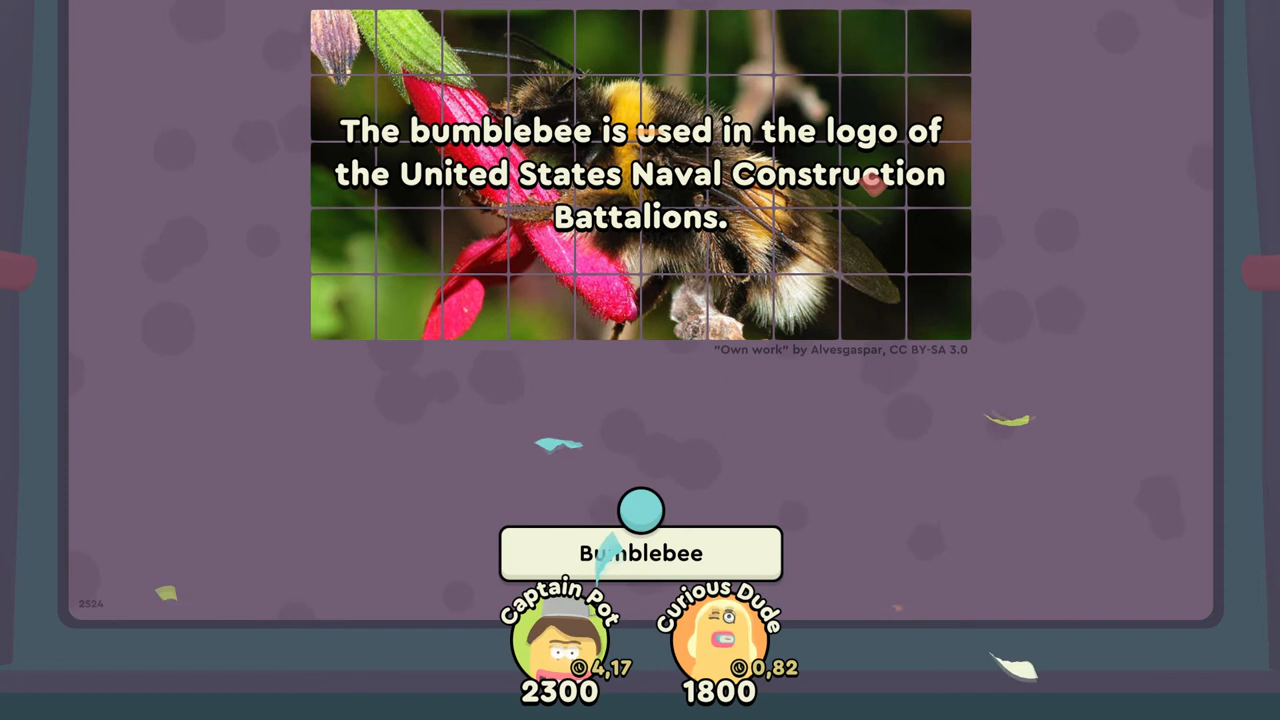 The bumblebee is used in the logo of
the United States Naval Construction
Battalions.
"Own work" by Alvesgaspar, CC BY-SA 3.0
Bumblebee
2524
Captain Pot
Curious Dude
4,17
0,82
2300
1800